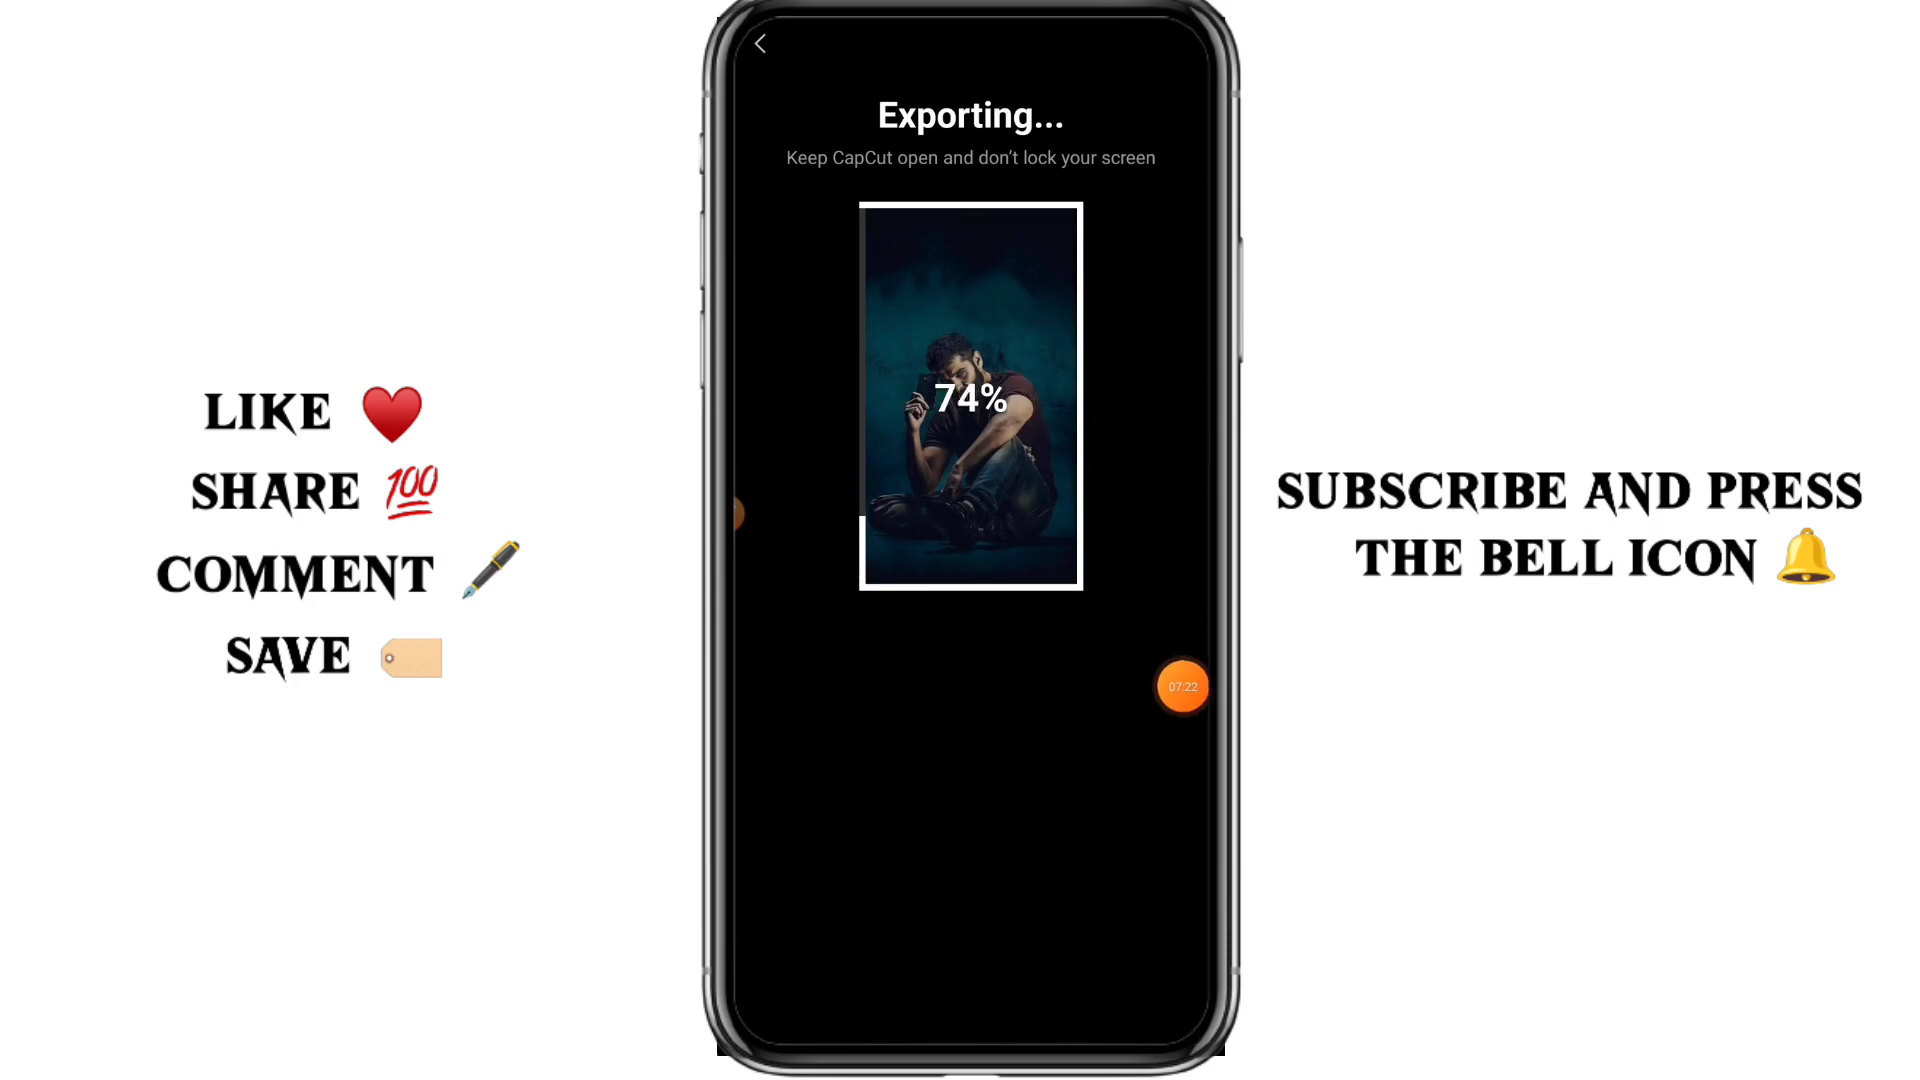 Exporting...
Keep CapCut open and don't lock your screen
74%
07:22
LIKE ♥️
SHARE 💯
COMMENT 🖋️
SAVE 🏷️
SUBSCRIBE AND PRESS
THE BELL ICON 🔔